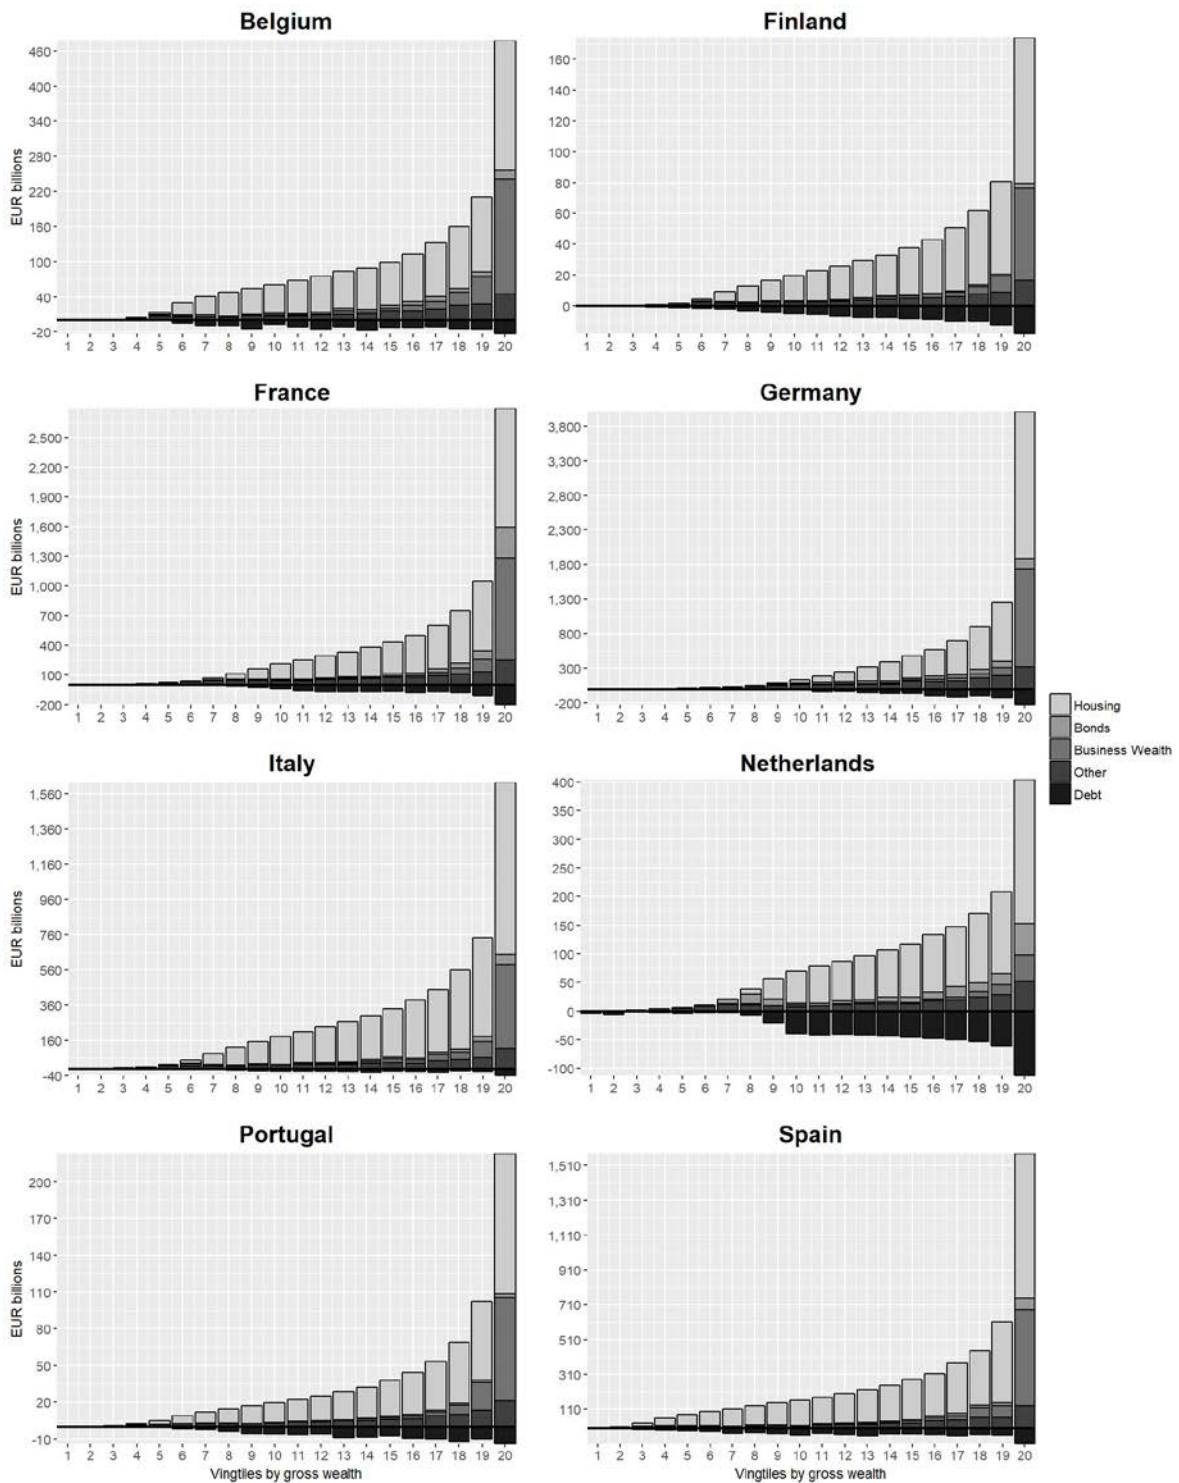 Belgium
EUR billions
460
400
340
280
220
160
100
40
-20
1 2 3 4 5 6 7 8 9 10 11 12 13 14 15 16 17 18 19 20
Finland
160
140
120
100
80
60
40
20
0
1 2 3 4 5 6 7 8 9 10 11 12 13 14 15 16 17 18 19 20
France
EUR billions
2,500
2,200
1,900
1,600
1,300
1,000
700
400
100
-200
1 2 3 4 5 6 7 8 9 10 11 12 13 14 15 16 17 18 19 20
Germany
3,800
3,300
2,800
2,300
1,800
1,300
800
300
-200
1 2 3 4 5 6 7 8 9 10 11 12 13 14 15 16 17 18 19 20
Housing
Bonds
Business Wealth
Other
Debt
Italy
EUR billions
1,560
1,360
1,160
960
760
560
360
160
-40
1 2 3 4 5 6 7 8 9 10 11 12 13 14 15 16 17 18 19 20
Netherlands
400
350
300
250
200
150
100
50
0
-50
-100
1 2 3 4 5 6 7 8 9 10 11 12 13 14 15 16 17 18 19 20
Portugal
EUR billions
200
170
140
110
80
50
20
-10
1 2 3 4 5 6 7 8 9 10 11 12 13 14 15 16 17 18 19 20
Vingtiles by gross wealth
Spain
1,510
1,310
1,110
910
710
510
310
110
1 2 3 4 5 6 7 8 9 10 11 12 13 14 15 16 17 18 19 20
Vingtiles by gross wealth